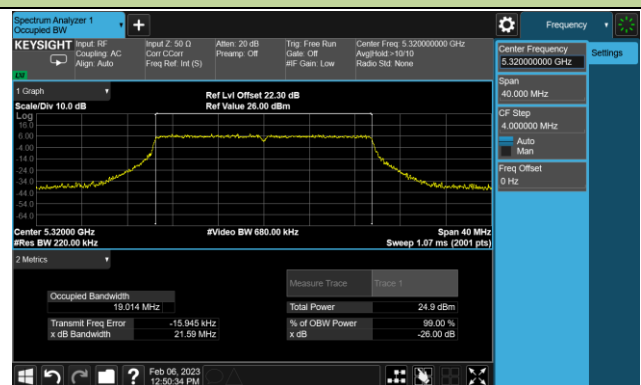 Spectrum Analyzer 1
Occupied BW
Frequency
KEYSIGHT
Input: RF
Coupling: AC
Align: Auto
Input Z: 50 Ω
Corr CCorr
Freq Ref: Int (S)
Atten: 20 dB
Preamp: Off
Trig: Free Run
Gate: Off
#IF Gain: Low
Center Freq: 5.320000000 GHz
Avg|Hold:>10/10
Radio Std: None
LW
Center Frequency
5.320000000 GHz
Settings
Span
40.000 MHz
CF Step
4.000000 MHz
Auto
Man
Freq Offset
0 Hz
1 Graph
Scale/Div 10.0 dB
Ref Lvl Offset 22.30 dB
Ref Value 26.00 dBm
Log
16.0
6.00
-4.00
-14.0
-24.0
-34.0
-44.0
-54.0
-64.0
Center 5.32000 GHz
#Res BW 220.00 kHz
#Video BW 680.00 kHz
Span 40 MHz
Sweep 1.07 ms (2001 pts)
2 Metrics
Measure Trace
Trace 1
Occupied Bandwidth
19.014 MHz
Total Power
24.9 dBm
Transmit Freq Error
-15.945 kHz
% of OBW Power
99.00 %
x dB Bandwidth
21.59 MHz
x dB
-26.00 dB
?
Feb 06, 2023
12:50:34 PM